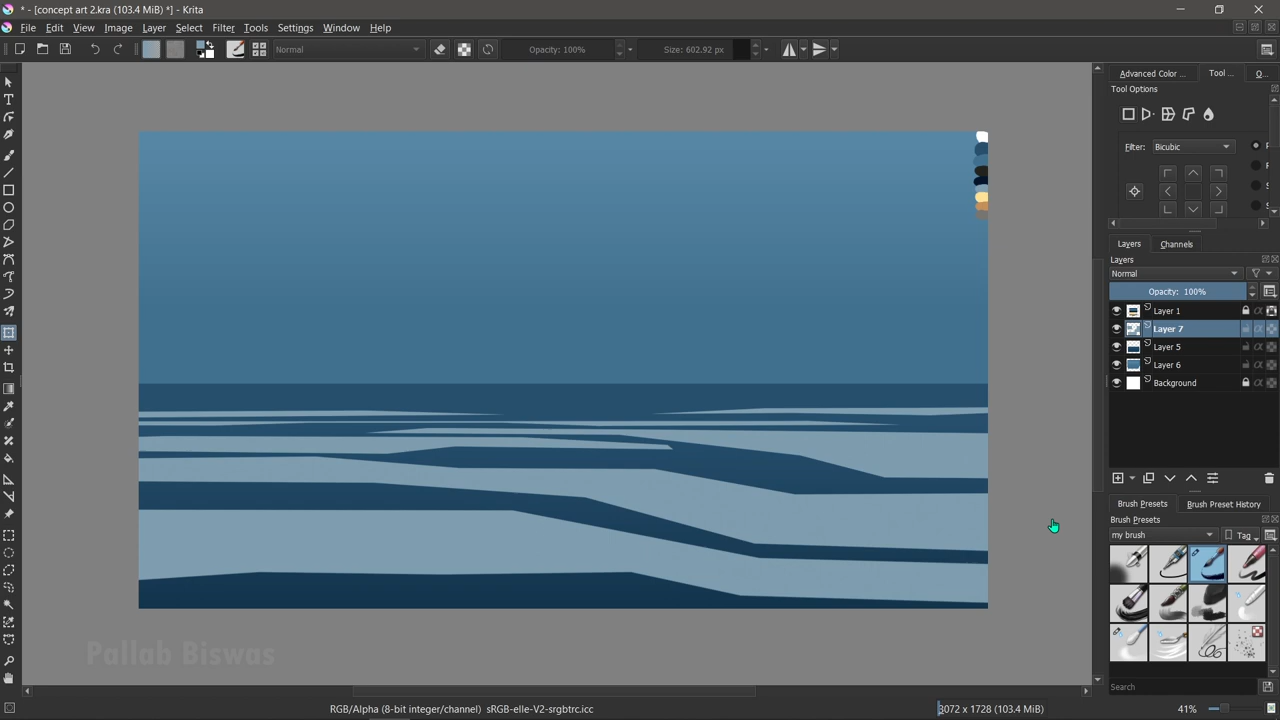 * - [concept art 2.kra (103.4 MiB) *] - Krita
File Edit View Image Layer Select Filter Tools Settings Window Help
Normal Opacity: 100% Size: 602.92 px
Advanced Color ... Tool ... O...
Tool Options
Filter: Bicubic
Layers Channels
Layers
Normal
Opacity: 100%
Layer 1
Layer 7
Layer 5
Layer 6
Background
Brush Presets Brush Preset History
Brush Presets
my brush Tag
Pallab Biswas
Search
RGB/Alpha (8-bit integer/channel) sRGB-elle-V2-srgbtrc.icc 3072 x 1728 (103.4 MiB) 41%